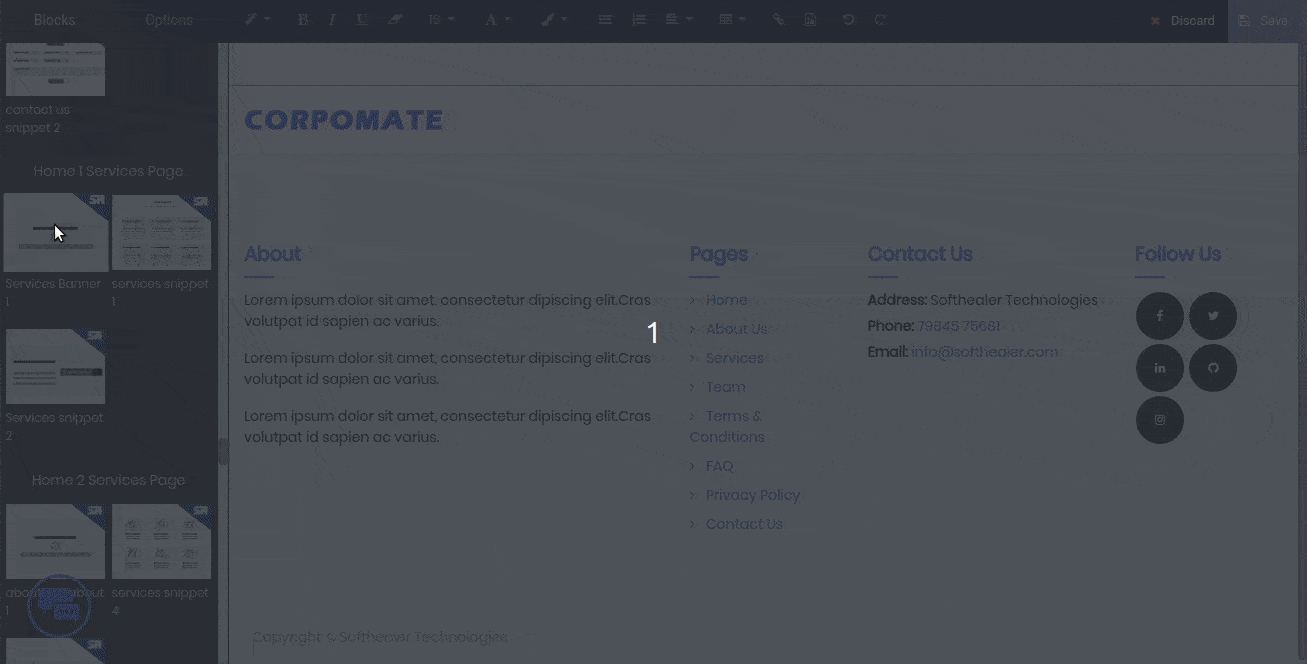 Blocks
Options
B I U
Discard
Save
contact us
snippet 2
Home 1 Services Page
Services Banner
1
services snippet
1
Services snippet
2
Home 2 Services Page
1
services snippet
4
CORPOMATE
About
Lorem ipsum dolor sit amet, consectetur dipiscing elit.Cras
volutpat id sapien ac varius.
Lorem ipsum dolor sit amet, consectetur dipiscing elit.Cras
volutpat id sapien ac varius.
Lorem ipsum dolor sit amet, consectetur dipiscing elit.Cras
volutpat id sapien ac varius.
1
Pages
Home
About Us
Services
Team
Terms &
Conditions
FAQ
Privacy Policy
Contact Us
Contact Us
Address: Softhealer Technologies
Phone: 79845 75681
Email: info@softhealer.com
Follow Us
Copyright © Softhealer Technologies